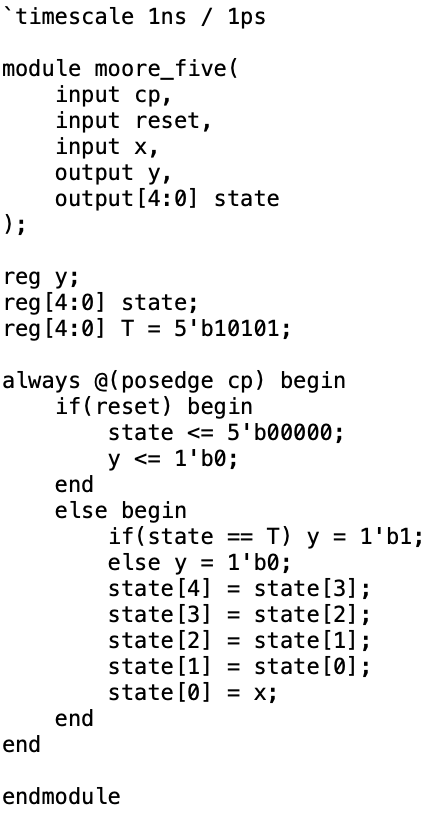 `timescale 1ns / 1ps

module moore_five(
    input cp,
    input reset,
    input x,
    output y,
    output[4:0] state
);

reg y;
reg[4:0] state;
reg[4:0] T = 5'b10101;

always @(posedge cp) begin
    if(reset) begin
        state <= 5'b00000;
        y <= 1'b0;
    end
    else begin
        if(state == T) y = 1'b1;
        else y = 1'b0;
        state[4] = state[3];
        state[3] = state[2];
        state[2] = state[1];
        state[1] = state[0];
        state[0] = x;
    end
end

endmodule